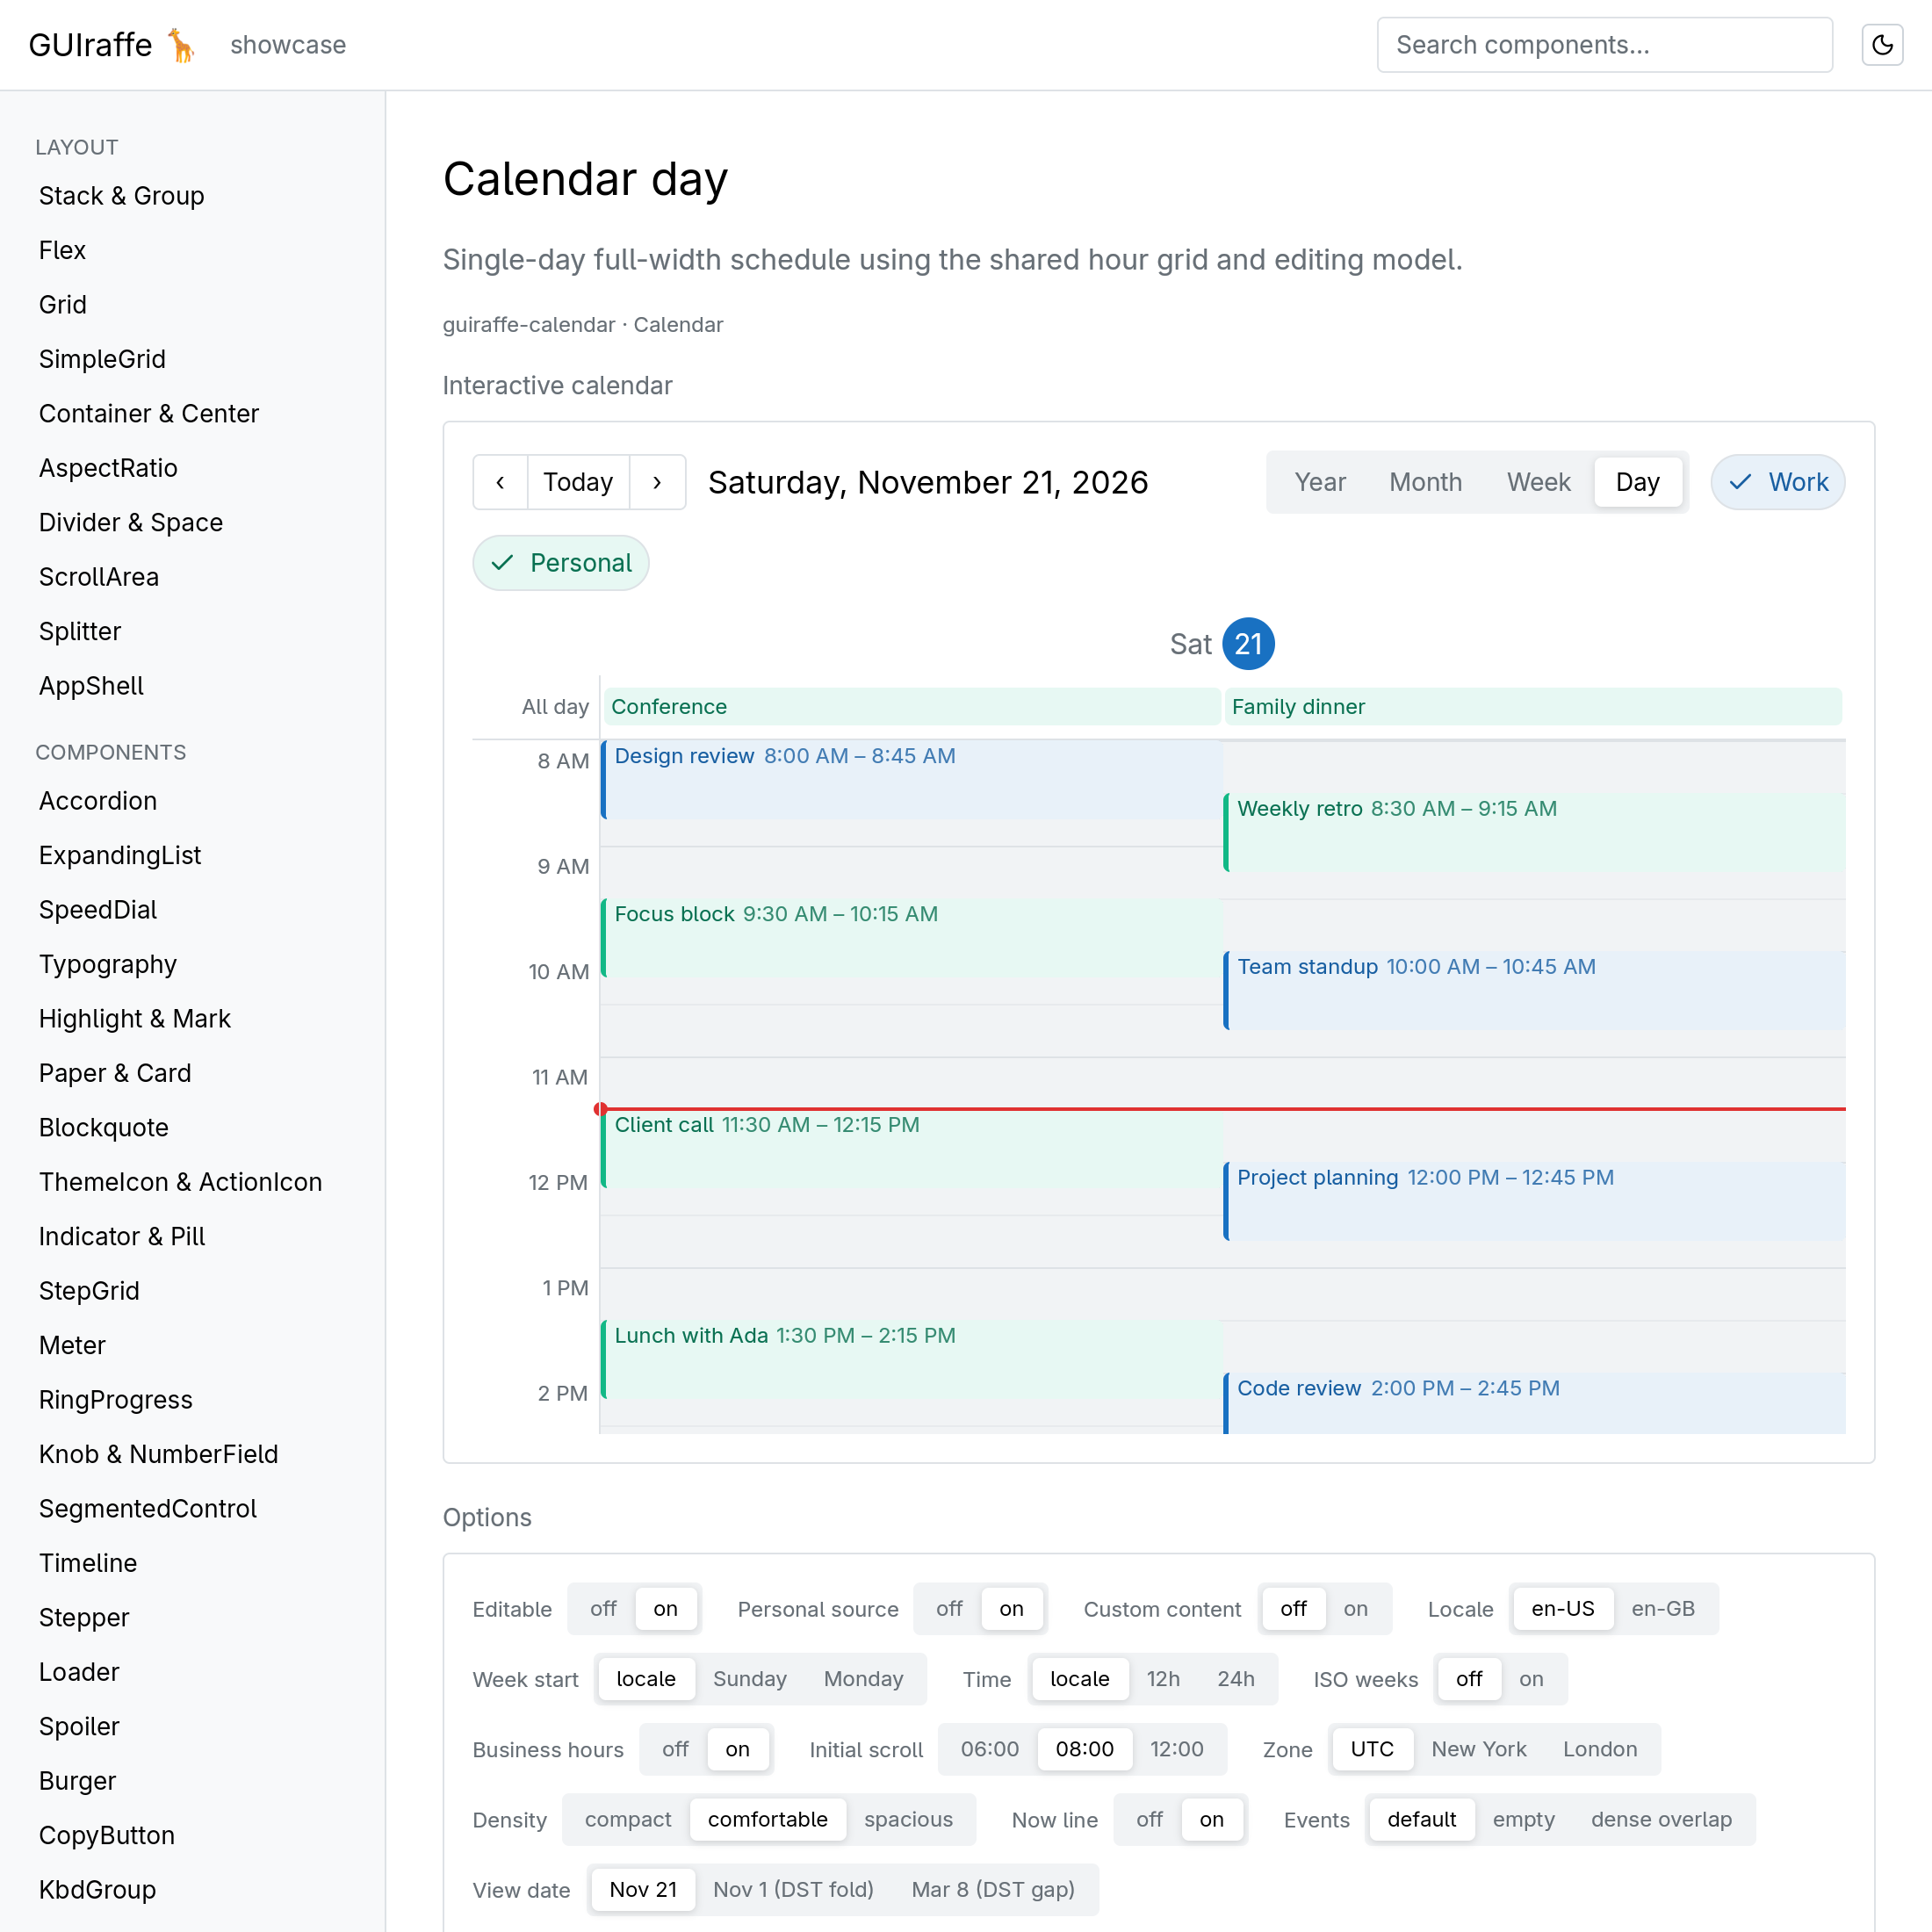 GUIraffe 🦒 showcase Search components...
LAYOUT
Stack & Group
Flex
Grid
SimpleGrid
Container & Center
AspectRatio
Divider & Space
ScrollArea
Splitter
AppShell
COMPONENTS
Accordion
ExpandingList
SpeedDial
Typography
Highlight & Mark
Paper & Card
Blockquote
ThemeIcon & ActionIcon
Indicator & Pill
StepGrid
Meter
RingProgress
Knob & NumberField
SegmentedControl
Timeline
Stepper
Loader
Spoiler
Burger
CopyButton
KbdGroup
Calendar day
Single-day full-width schedule using the shared hour grid and editing model.
guiraffe-calendar · Calendar
Interactive calendar
‹ Today › Saturday, November 21, 2026 Year Month Week Day ✓ Work
✓ Personal
Sat 21
All day Conference Family dinner
8 AM Design review 8:00 AM – 8:45 AM
Weekly retro 8:30 AM – 9:15 AM
9 AM
Focus block 9:30 AM – 10:15 AM
10 AM Team standup 10:00 AM – 10:45 AM
11 AM
Client call 11:30 AM – 12:15 PM
12 PM Project planning 12:00 PM – 12:45 PM
1 PM
Lunch with Ada 1:30 PM – 2:15 PM
2 PM Code review 2:00 PM – 2:45 PM
Options
Editable off on Personal source off on Custom content off on Locale en-US en-GB
Week start locale Sunday Monday Time locale 12h 24h ISO weeks off on
Business hours off on Initial scroll 06:00 08:00 12:00 Zone UTC New York London
Density compact comfortable spacious Now line off on Events default empty dense overlap
View date Nov 21 Nov 1 (DST fold) Mar 8 (DST gap)